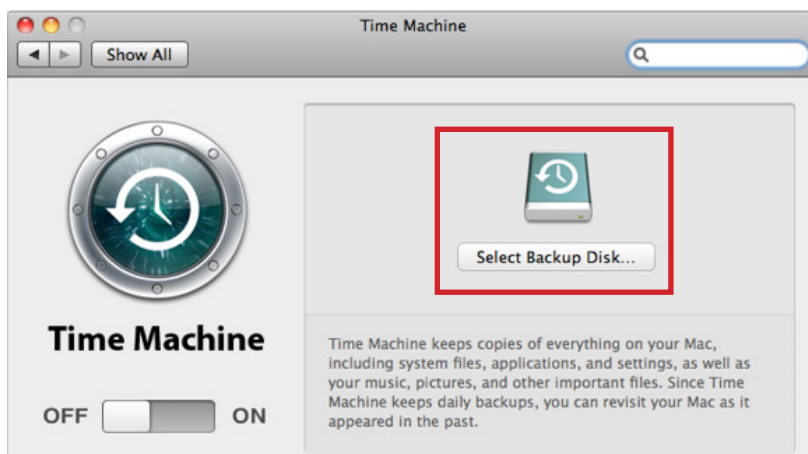 Time Machine
Show All
Select Backup Disk...
Time Machine
OFF ON
Time Machine keeps copies of everything on your Mac,
including system files, applications, and settings, as well as
your music, pictures, and other important files. Since Time
Machine keeps daily backups, you can revisit your Mac as it
appeared in the past.